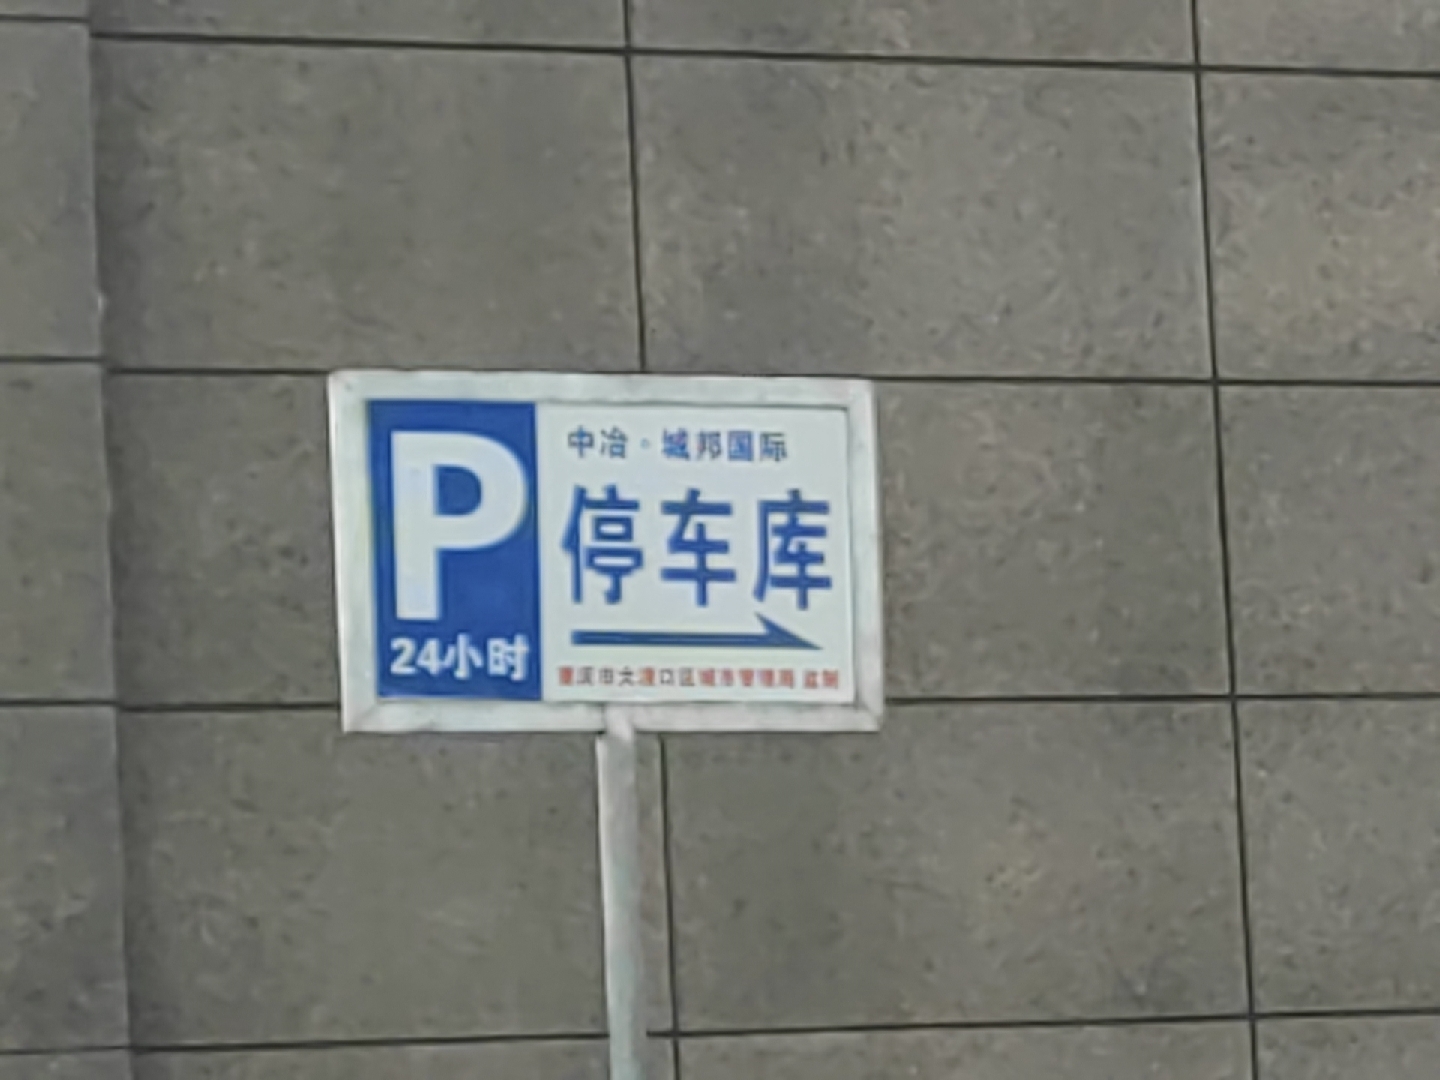 P
24小时
中冶·城邦国际
停车库
重庆市大渡口区城市管理局 监制